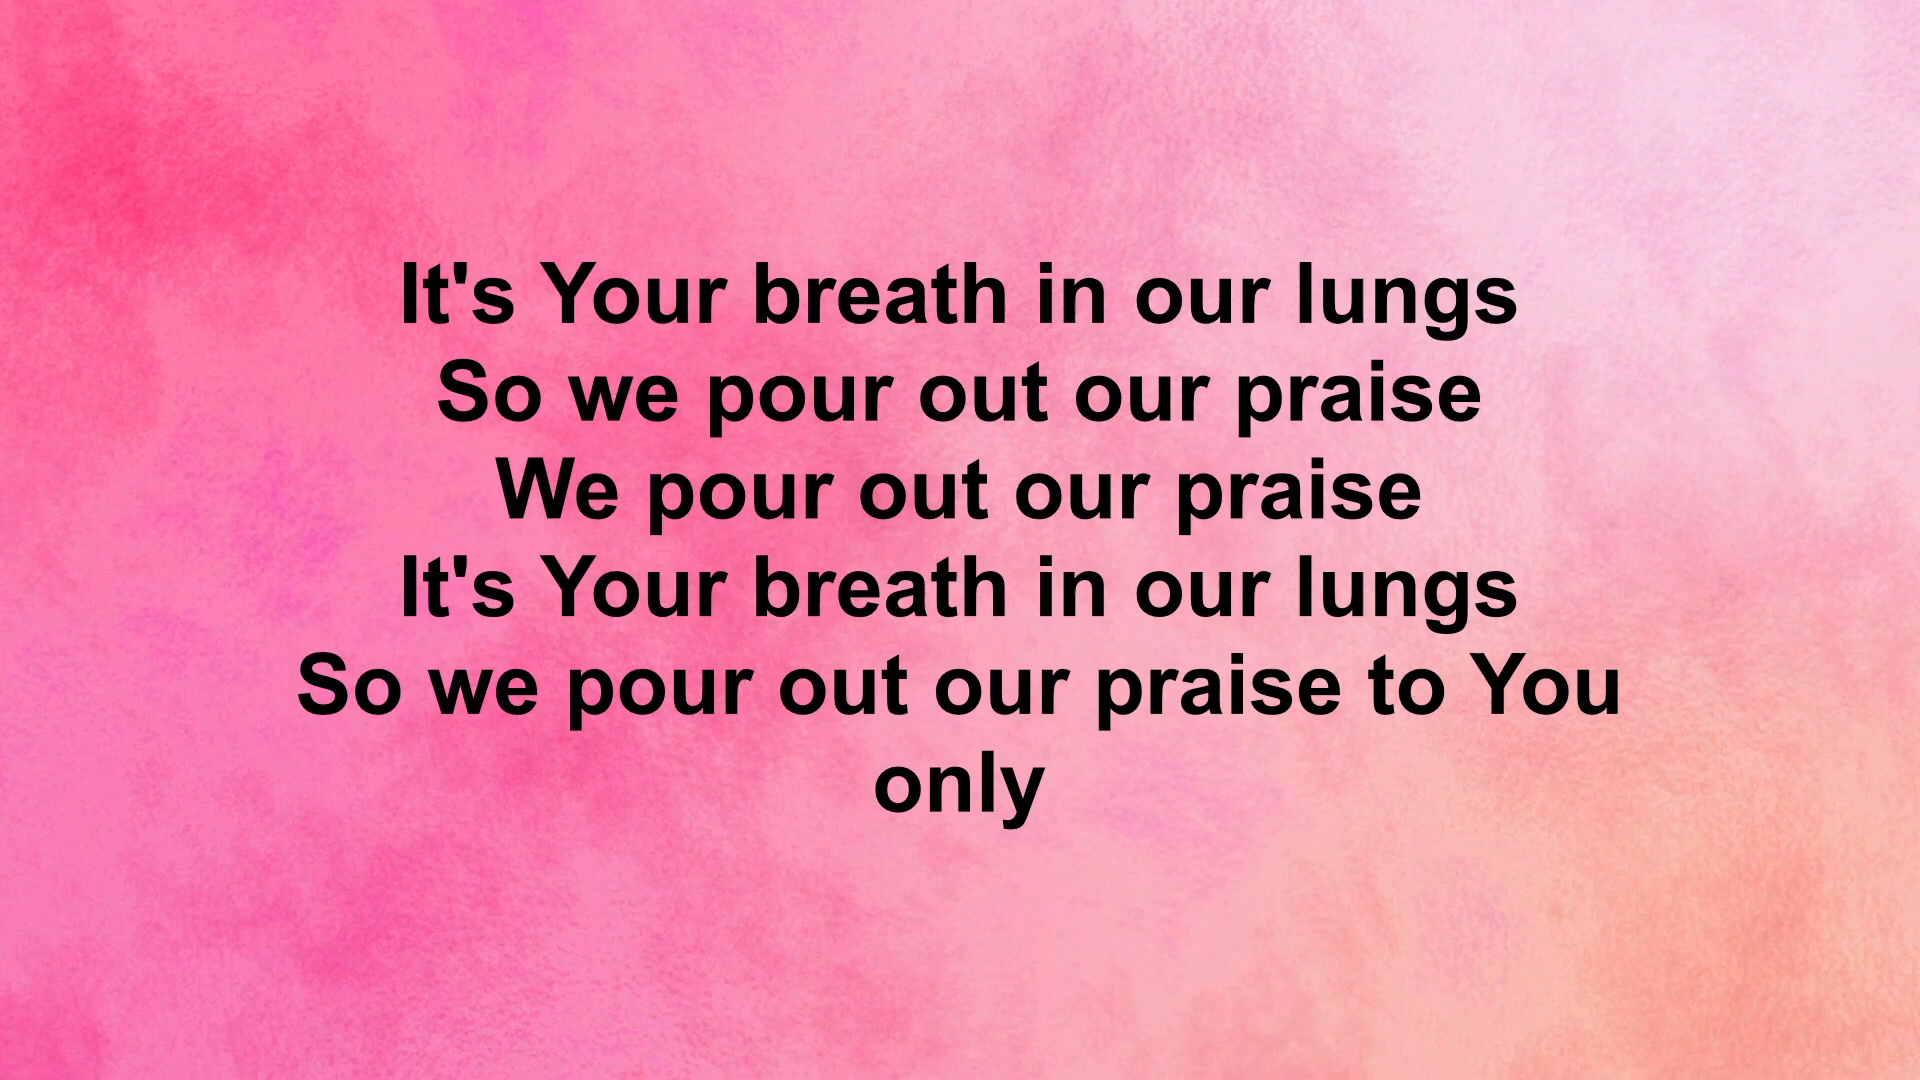 It's Your breath in our lungs
So we pour out our praise
We pour out our praise
It's Your breath in our lungs
So we pour out our praise to You
only